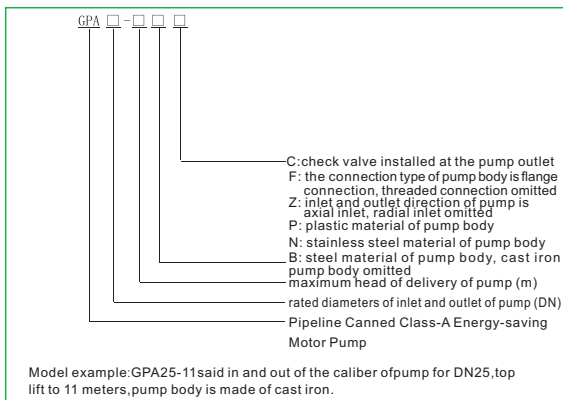 GPA □-□ □ □
C:check valve installed at the pump outlet
F: the connection type of pump body is flange
connection, threaded connection omitted
Z: inlet and outlet direction of pump is
axial inlet, radial inlet omitted
P: plastic material of pump body
N: stainless steel material of pump body
B: steel material of pump body, cast iron
pump body omitted
maximum head of delivery of pump (m)
rated diameters of inlet and outlet of pump (DN)
Pipeline Canned Class-A Energy-saving
Motor Pump
Model example:GPA25-11said in and out of the caliber ofpump for DN25,top
lift to 11 meters,pump body is made of cast iron.